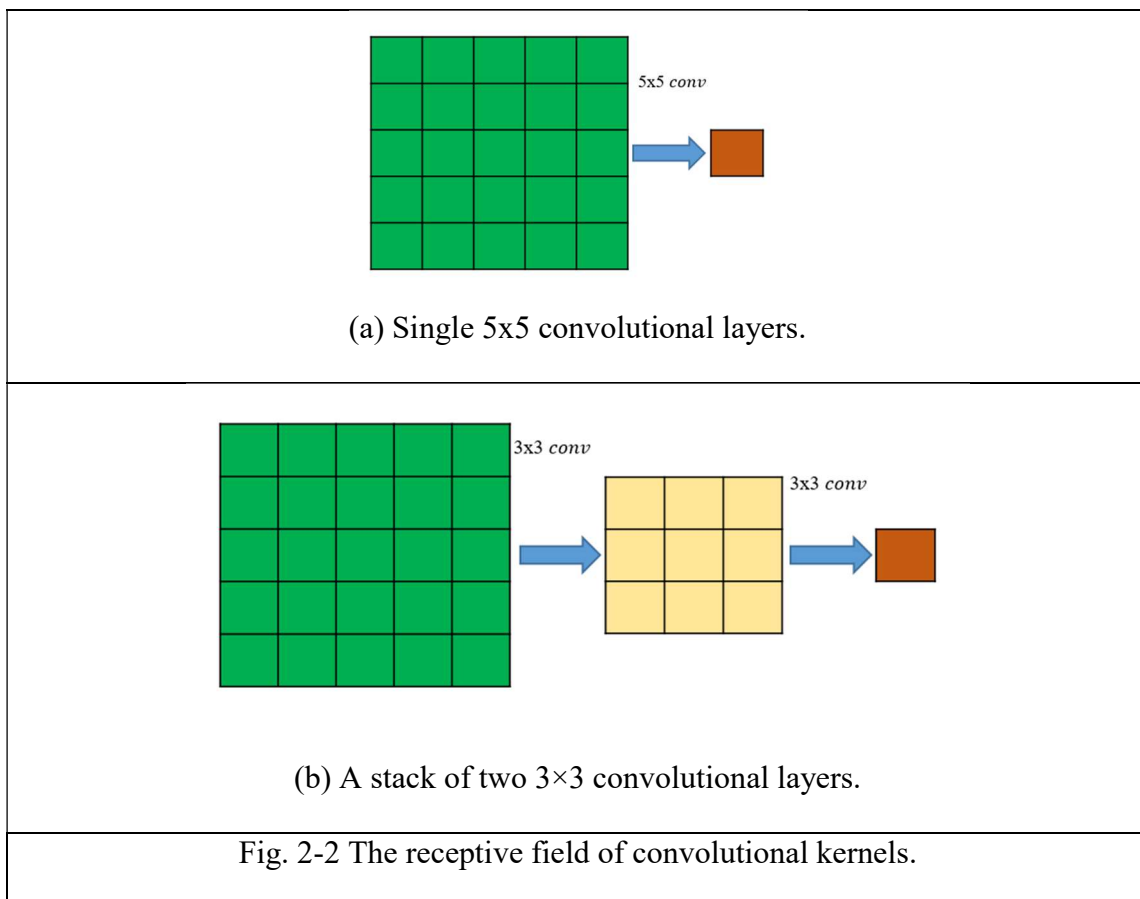 5x5 conv
(a) Single 5x5 convolutional layers.
3x3 conv
3x3 conv
(b) A stack of two 3×3 convolutional layers.
Fig. 2-2 The receptive field of convolutional kernels.